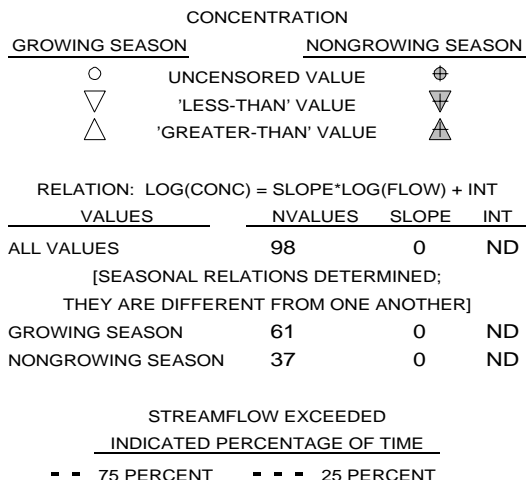 CONCENTRATION
GROWING SEASON NONGROWING SEASON
UNCENSORED VALUE
'LESS-THAN' VALUE
'GREATER-THAN' VALUE
RELATION: LOG(CONC) = SLOPE*LOG(FLOW) + INT
VALUES NVALUES SLOPE INT
ALL VALUES 98 0 ND
[SEASONAL RELATIONS DETERMINED;
THEY ARE DIFFERENT FROM ONE ANOTHER]
GROWING SEASON 61 0 ND
NONGROWING SEASON 37 0 ND
STREAMFLOW EXCEEDED
INDICATED PERCENTAGE OF TIME
75 PERCENT 25 PERCENT